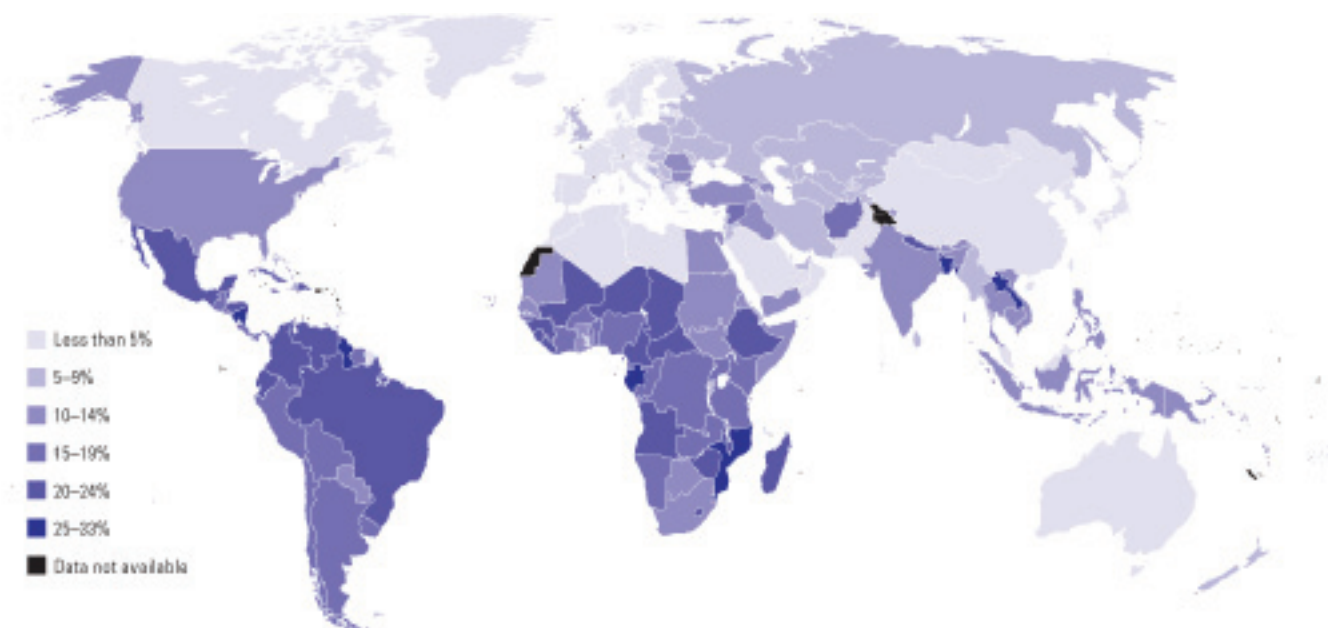 Less than 5%
5–9%
10–14%
15–19%
20–24%
25–33%
Data not available